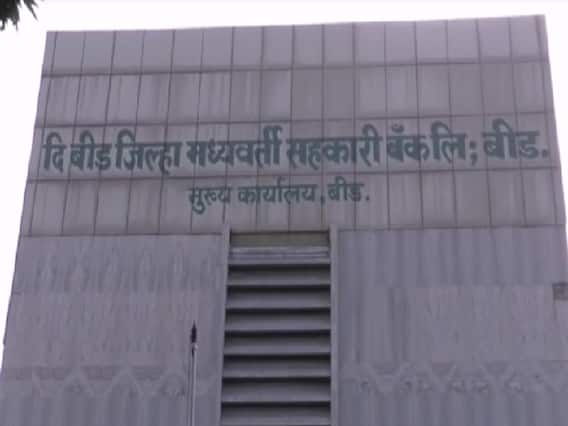 दि बीड जिल्हा मध्यवर्ती सहकारी बँक लि; बीड.
मुख्य कार्यालय, बीड.